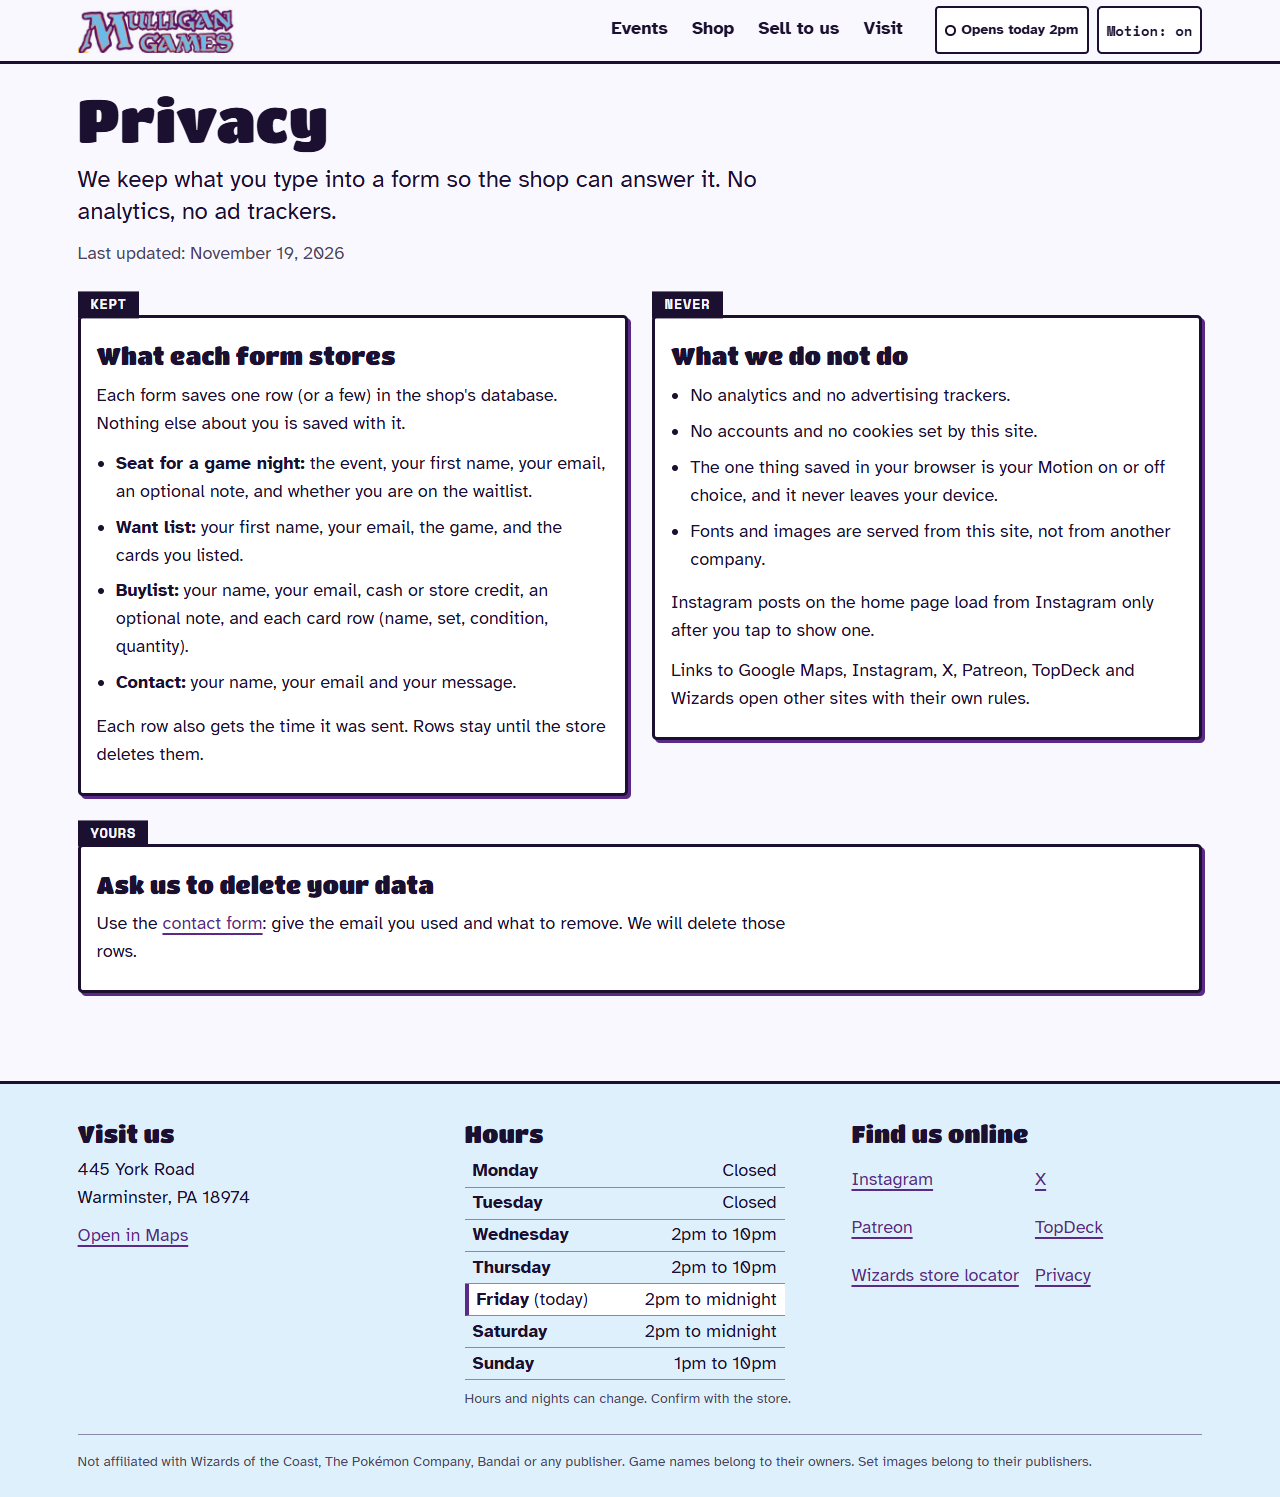 MULLIGAN GAMES
Events Shop Sell to us Visit Opens today 2pm Motion: on
Privacy
We keep what you type into a form so the shop can answer it. No
analytics, no ad trackers.
Last updated: November 19, 2026
KEPT
What each form stores
Each form saves one row (or a few) in the shop's database.
Nothing else about you is saved with it.
• Seat for a game night: the event, your first name, your email,
an optional note, and whether you are on the waitlist.
• Want list: your first name, your email, the game, and the
cards you listed.
• Buylist: your name, your email, cash or store credit, an
optional note, and each card row (name, set, condition,
quantity).
• Contact: your name, your email and your message.
Each row also gets the time it was sent. Rows stay until the store
deletes them.
NEVER
What we do not do
• No analytics and no advertising trackers.
• No accounts and no cookies set by this site.
• The one thing saved in your browser is your Motion on or off
choice, and it never leaves your device.
• Fonts and images are served from this site, not from another
company.
Instagram posts on the home page load from Instagram only
after you tap to show one.
Links to Google Maps, Instagram, X, Patreon, TopDeck and
Wizards open other sites with their own rules.
YOURS
Ask us to delete your data
Use the contact form: give the email you used and what to remove. We will delete those
rows.
Visit us
445 York Road
Warminster, PA 18974
Open in Maps
Hours
Monday Closed
Tuesday Closed
Wednesday 2pm to 10pm
Thursday 2pm to 10pm
Friday (today) 2pm to midnight
Saturday 2pm to midnight
Sunday 1pm to 10pm
Hours and nights can change. Confirm with the store.
Find us online
Instagram X
Patreon TopDeck
Wizards store locator Privacy
Not affiliated with Wizards of the Coast, The Pokémon Company, Bandai or any publisher. Game names belong to their owners. Set images belong to their publishers.